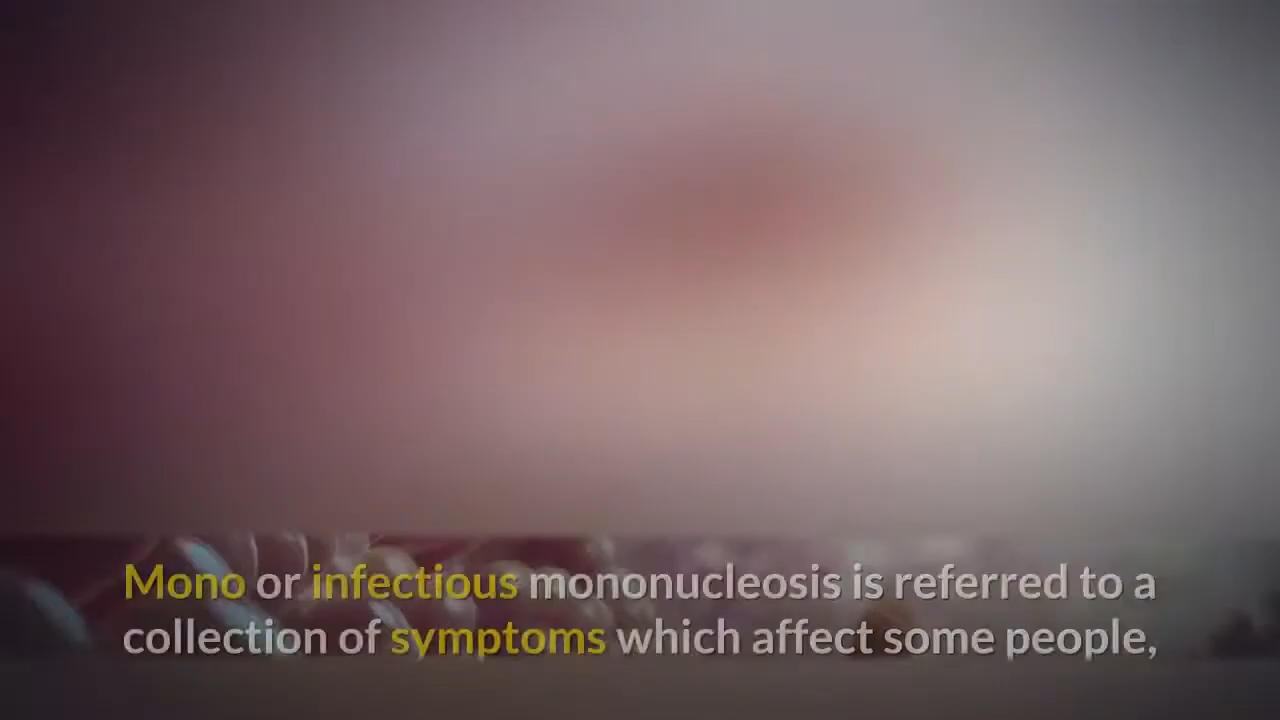 Mono or infectious mononucleosis is referred to a
collection of symptoms which affect some people,